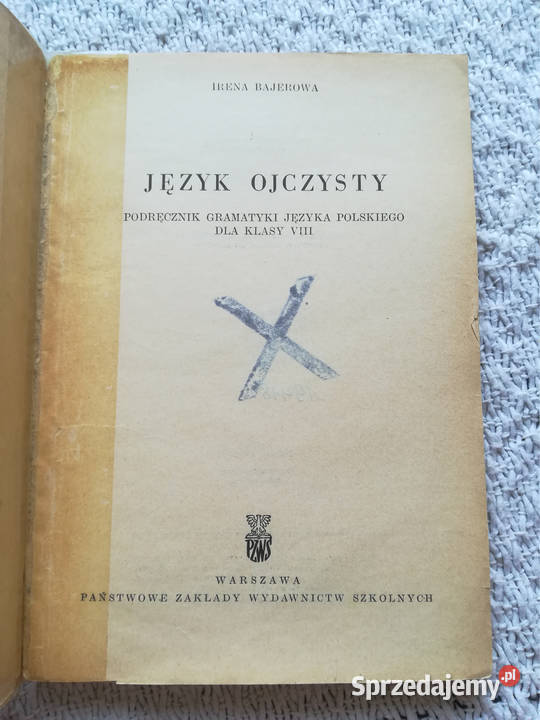 IRENA BAJEROWA
JĘZYK OJCZYSTY
PODRĘCZNIK GRAMATYKI JĘZYKA POLSKIEGO
DLA KLASY VIII
PZWS
WARSZAWA
PAŃSTWOWE ZAKŁADY WYDAWNICTW SZKOLNYCH
Sprzedajemy.pl